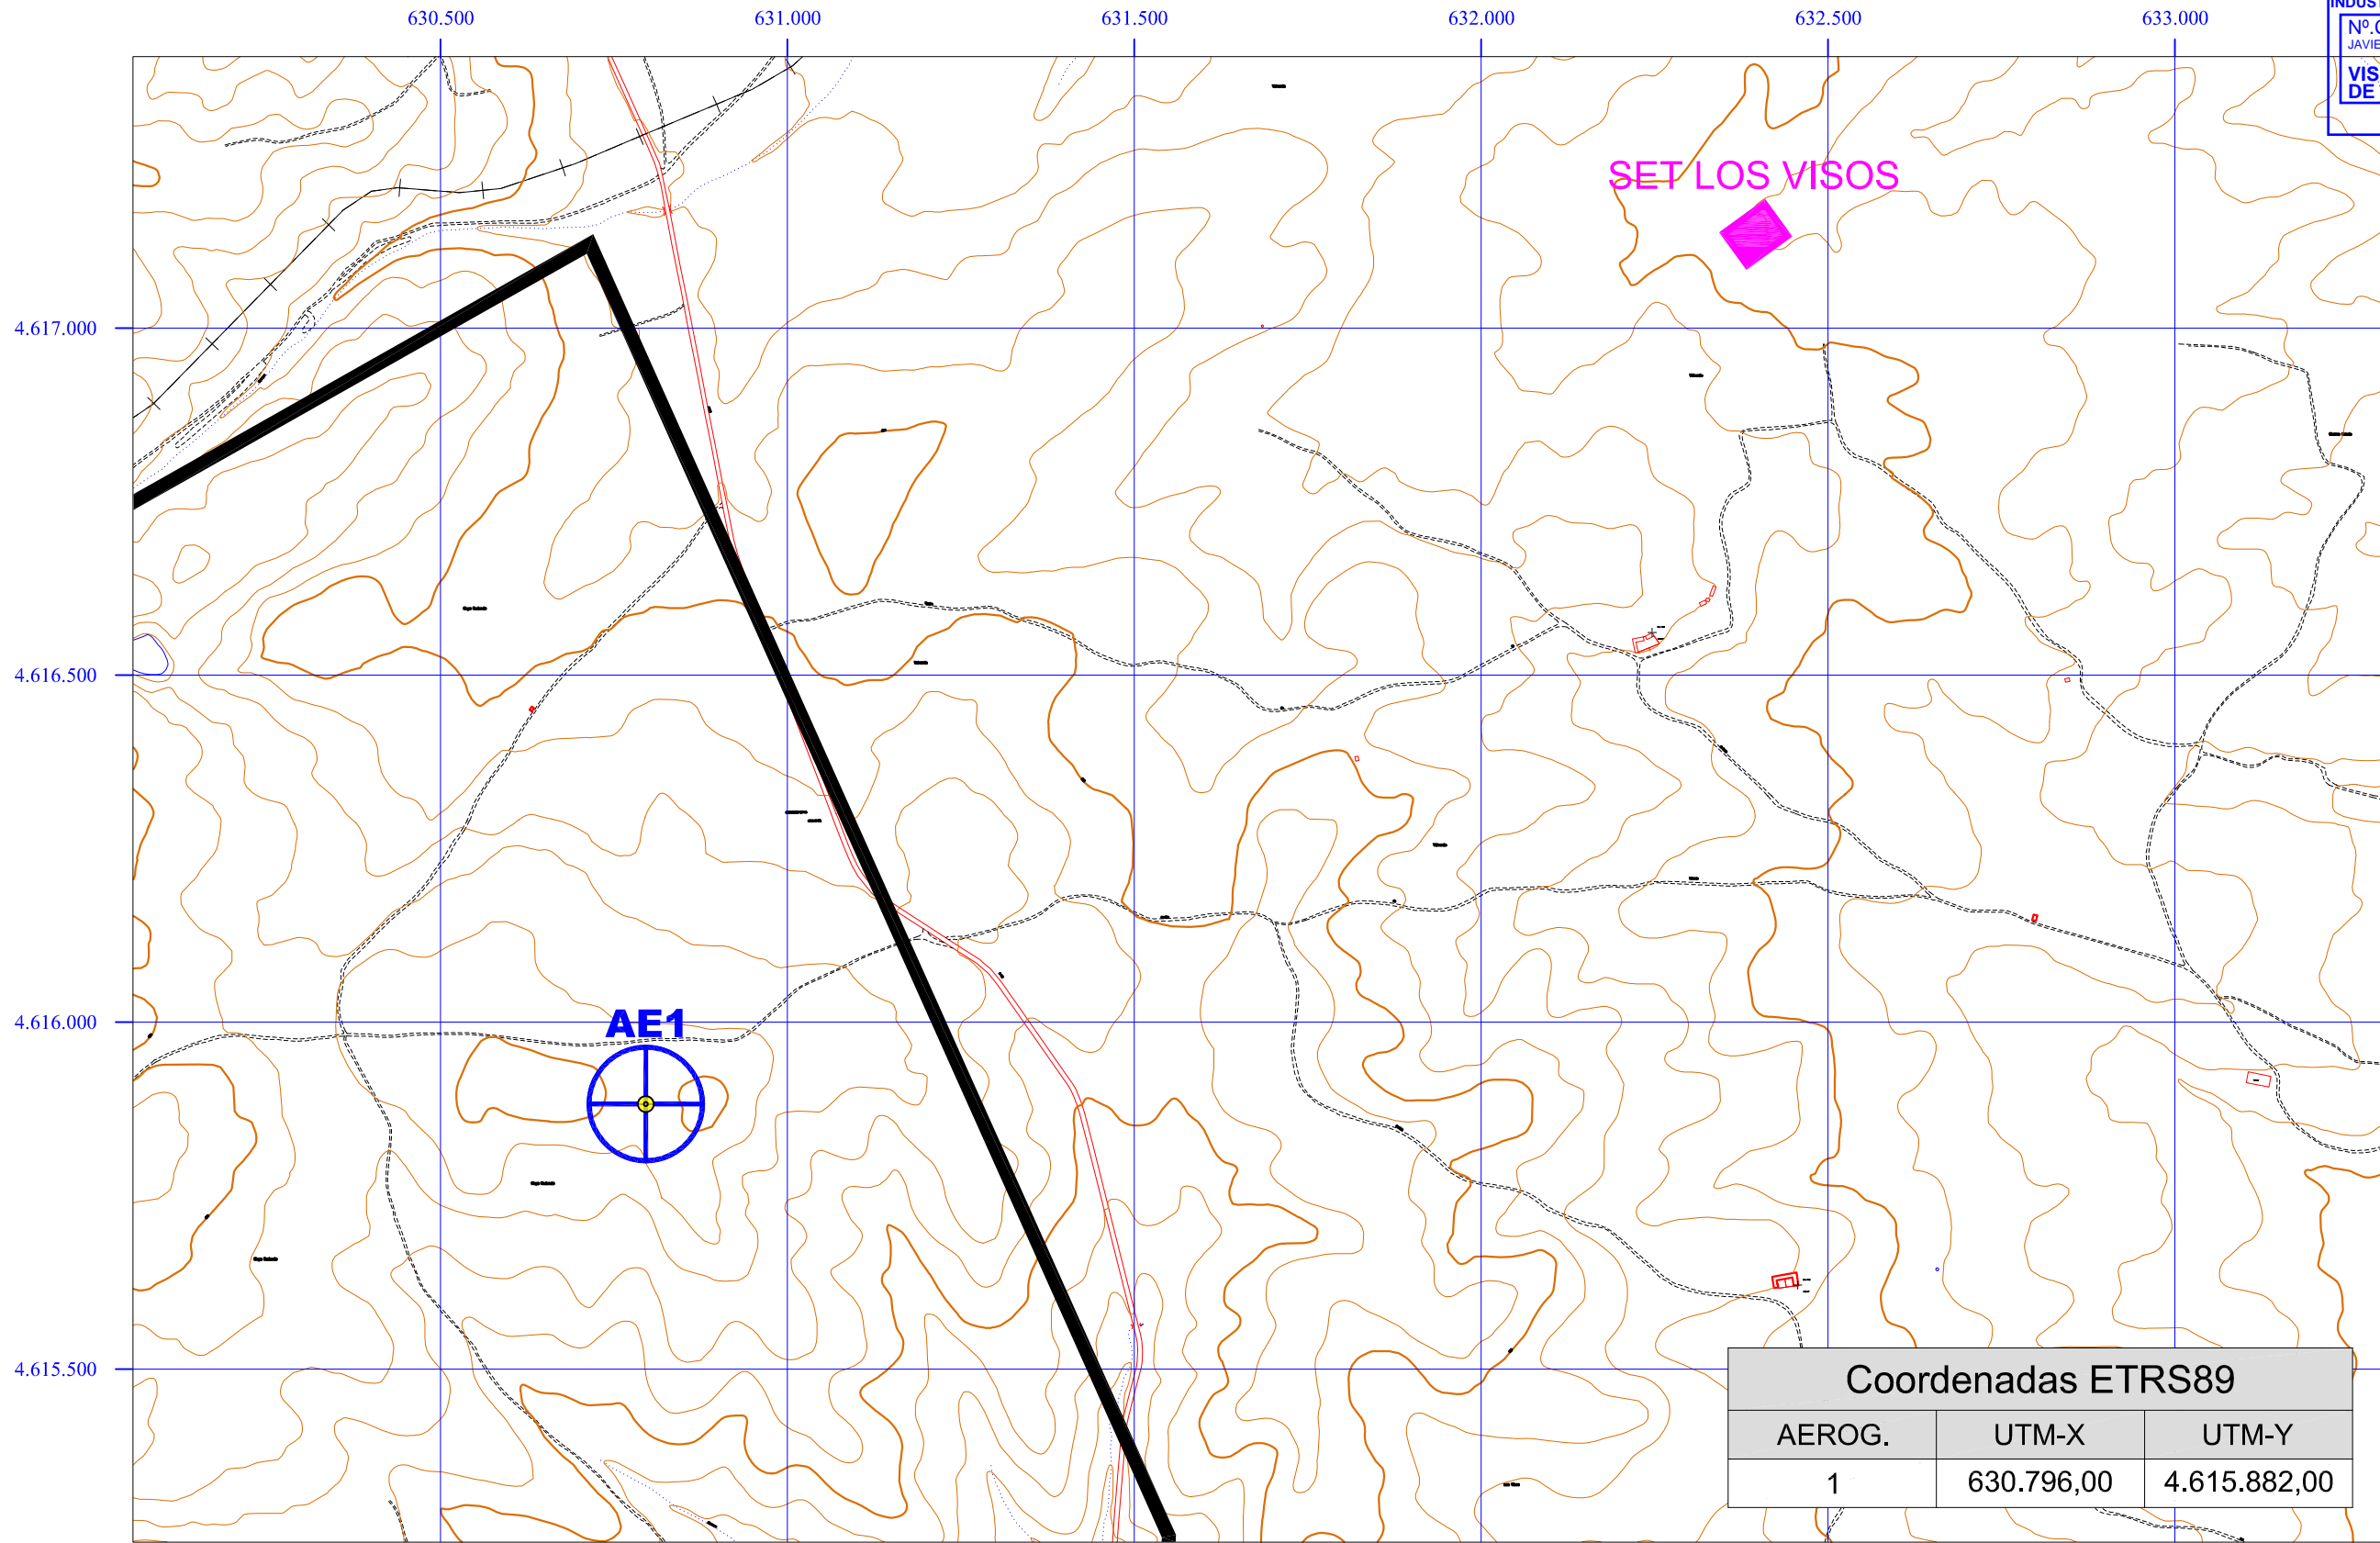 630.500 631.000 631.500 632.000 632.500 633.000
VIS
DE
SET LOS VISOS
4.617.000
4.616.500
4.616.000
AE1
4.615.500
Coordenadas ETRS89
AEROG. UTM-X UTM-Y
1 630.796,00 4.615.882,00